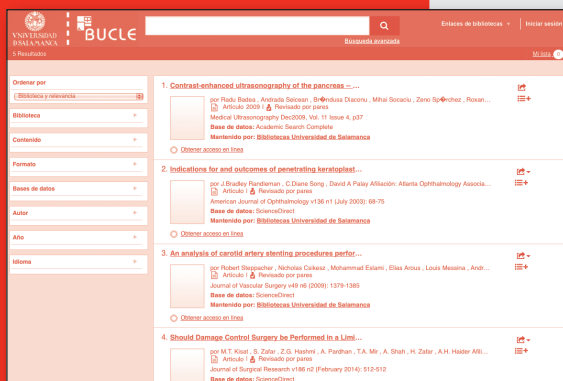 VNIVERSIDAD
D SALAMANCA
BUCLE
Búsqueda avanzada
Enlaces de bibliotecas
Iniciar sesión
5 Resultados
Mi lista 0
Ordenar por
Biblioteca y relevancia
Biblioteca
Contenido
Formato
Bases de datos
Autor
Año
Idioma
1. Contrast-enhanced ultrasonography of the pancreas – ...
por Radu Badea , Andrada Seicean , Br�ndusa Diaconu , Mihai Socaciu , Zeno Sp�rchez , Roxan...
Artículo 2009 | Revisado por pares
Medical Ultrasonography Dec2009, Vol. 11 Issue 4, p37
Base de datos: Academic Search Complete
Mantenido por: Bibliotecas Universidad de Salamanca
Obtener acceso en línea
2. Indications for and outcomes of penetrating keratoplast...
por J.Bradley Randleman , C.Diane Song , David A Palay Afiliación: Atlanta Ophthalmology Associa...
Artículo | Revisado por pares
American Journal of Ophthalmology v136 n1 (July 2003): 68-75
Base de datos: ScienceDirect
Mantenido por: Bibliotecas Universidad de Salamanca
Obtener acceso en línea
3. An analysis of carotid artery stenting procedures perfor...
por Robert Steppacher , Nicholas Csikesz , Mohammad Eslami , Elias Arous , Louis Messina , Andr...
Artículo | Revisado por pares
Journal of Vascular Surgery v49 n6 (2009): 1379-1385
Base de datos: ScienceDirect
Mantenido por: Bibliotecas Universidad de Salamanca
Obtener acceso en línea
4. Should Damage Control Surgery be Performed in a Limi...
por M.T. Kisat , S. Zafar , Z.G. Hashmi , A. Pardhan , T.A. Mir , A. Shah , H. Zafar , A.H. Haider Afili...
Artículo | Revisado por pares
Journal of Surgical Research v186 n2 (February 2014): 512-512
Base de datos: ScienceDirect